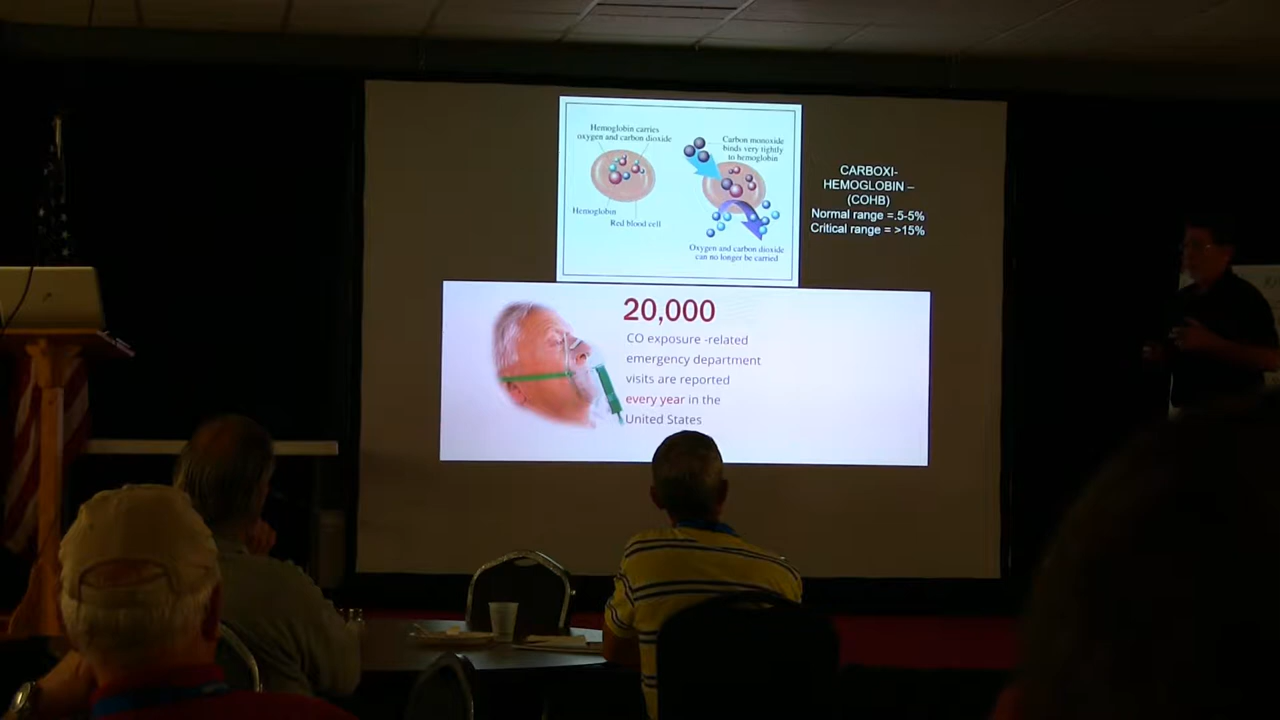 Hemoglobin carries
oxygen and carbon dioxide
Hemoglobin
Red blood cell
Carbon monoxide
binds very tightly
to hemoglobin
Oxygen and carbon dioxide
can no longer be carried
CARBOXI-
HEMOGLOBIN –
(COHB)
Normal range =.5-5%
Critical range = >15%
20,000
CO exposure -related
emergency department
visits are reported
every year in the
United States